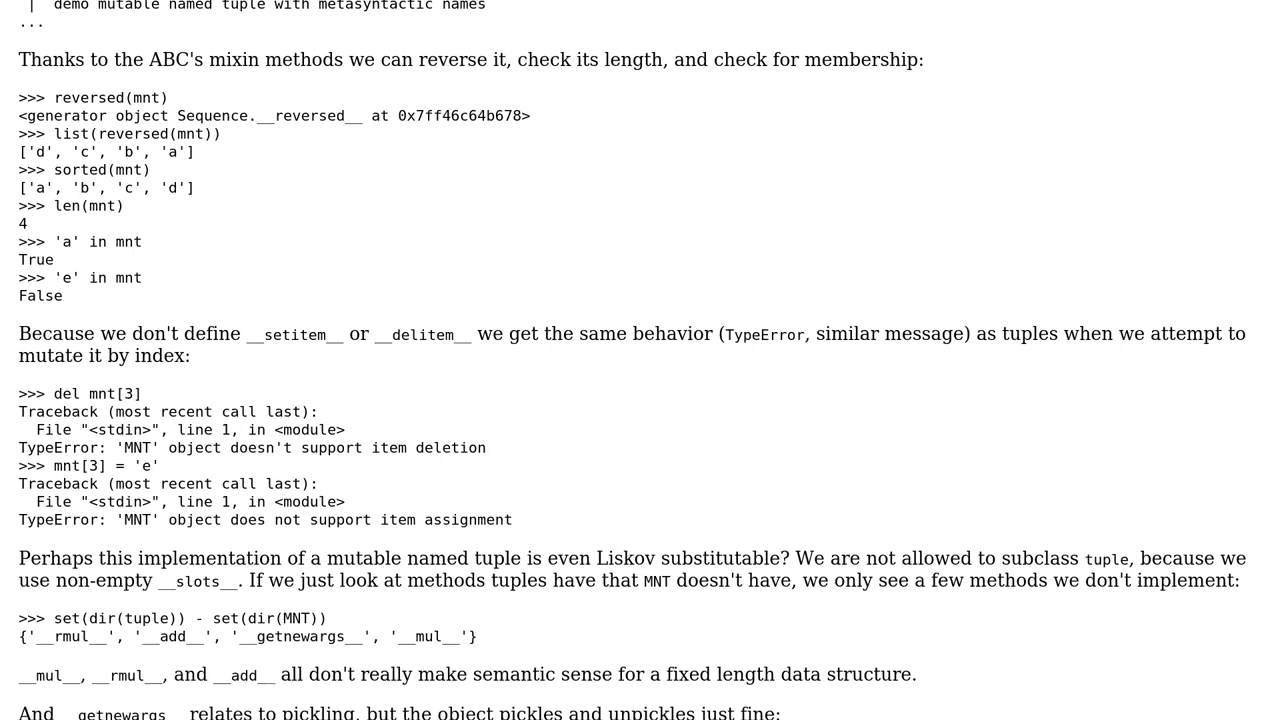 |  demo mutable named tuple with metasyntactic names
...
Thanks to the ABC's mixin methods we can reverse it, check its length, and check for membership:
>>> reversed(mnt)
<generator object Sequence.__reversed__ at 0x7ff46c64b678>
>>> list(reversed(mnt))
['d', 'c', 'b', 'a']
>>> sorted(mnt)
['a', 'b', 'c', 'd']
>>> len(mnt)
4
>>> 'a' in mnt
True
>>> 'e' in mnt
False
Because we don't define __setitem__ or __delitem__ we get the same behavior (TypeError, similar message) as tuples when we attempt to
mutate it by index:
>>> del mnt[3]
Traceback (most recent call last):
  File "<stdin>", line 1, in <module>
TypeError: 'MNT' object doesn't support item deletion
>>> mnt[3] = 'e'
Traceback (most recent call last):
  File "<stdin>", line 1, in <module>
TypeError: 'MNT' object does not support item assignment
Perhaps this implementation of a mutable named tuple is even Liskov substitutable? We are not allowed to subclass tuple, because we
use non-empty __slots__. If we just look at methods tuples have that MNT doesn't have, we only see a few methods we don't implement:
>>> set(dir(tuple)) - set(dir(MNT))
{'__rmul__', '__add__', '__getnewargs__', '__mul__'}
__mul__, __rmul__, and __add__ all don't really make semantic sense for a fixed length data structure.
And __getnewargs__ relates to pickling, but the object pickles and unpickles just fine: